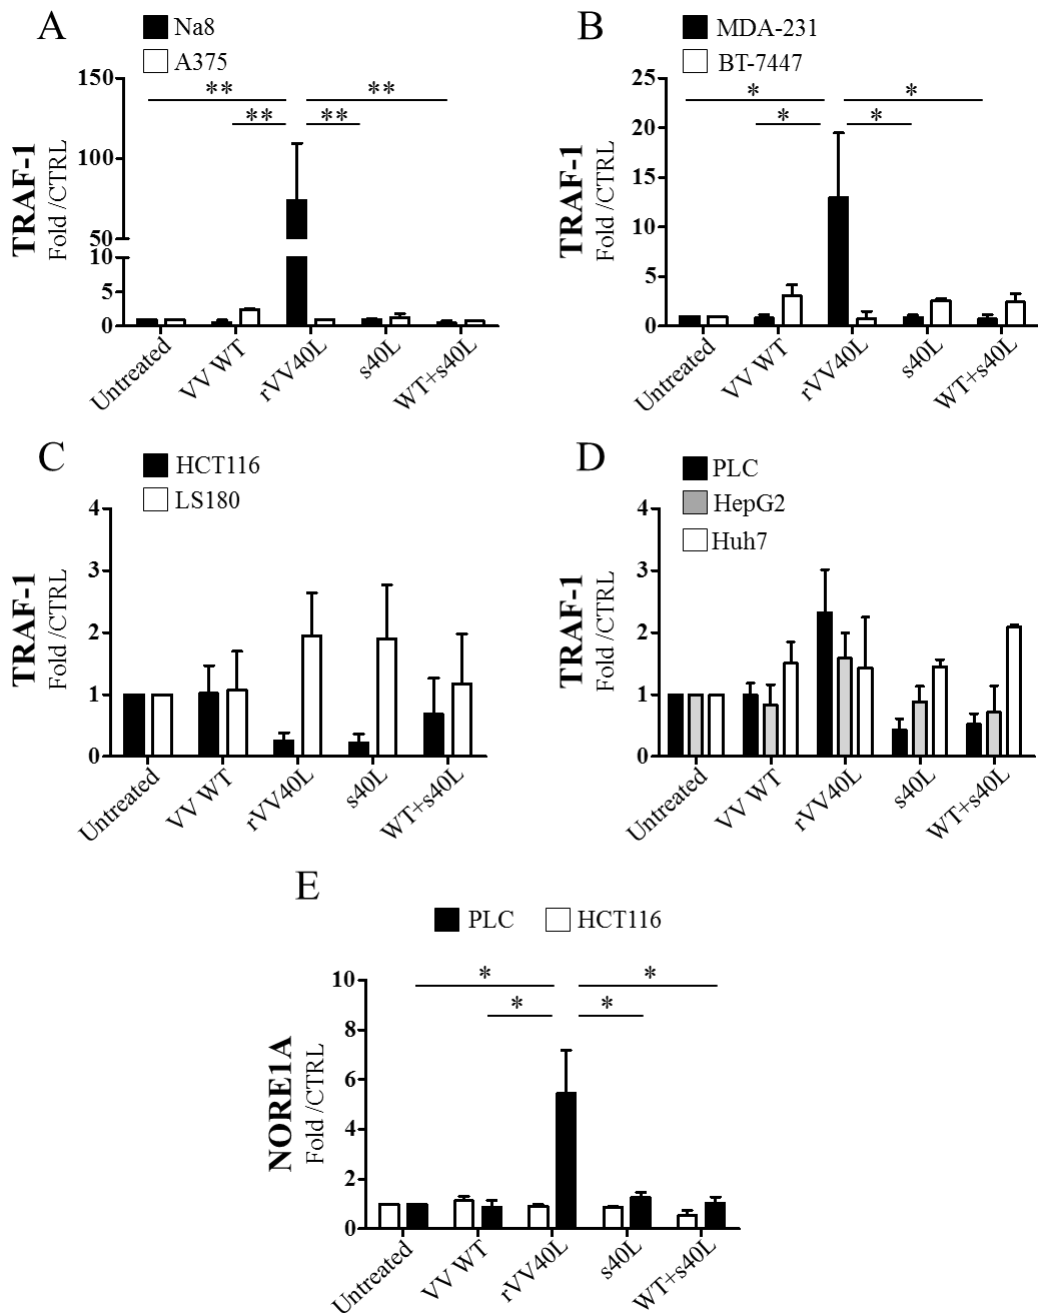 A
Na8
A375
TRAF-1
Fold /CTRL
150
100
50
10
5
0
**
**
**
**
Untreated
VV WT
rVV40L
s40L
WT+s40L
B
MDA-231
BT-7447
TRAF-1
Fold /CTRL
25
20
15
10
5
0
*
*
*
*
Untreated
VV WT
rVV40L
s40L
WT+s40L
C
HCT116
LS180
TRAF-1
Fold /CTRL
4
3
2
1
0
Untreated
VV WT
rVV40L
s40L
WT+s40L
D
PLC
HepG2
Huh7
TRAF-1
Fold /CTRL
4
3
2
1
0
Untreated
VV WT
rVV40L
s40L
WT+s40L
E
PLC HCT116
NORE1A
Fold /CTRL
10
8
6
4
2
0
*
*
*
*
Untreated
VV WT
rVV40L
s40L
WT+s40L